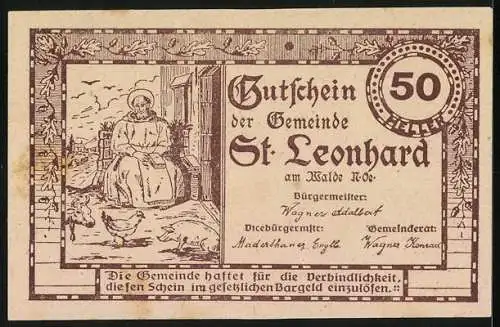 Gutschein
der Gemeinde
St. Leonhard
am Walde N-Oe.
50
HELLER
Bürgermeister:
Wagner Adalbert
Vicebürgermstr: Gemeinderat:
Maderthaner Wagner Konrad
Die Gemeinde haftet für die Verbindlichkeit,
diesen Schein im gesetzlichen Bargeld einzulösen.